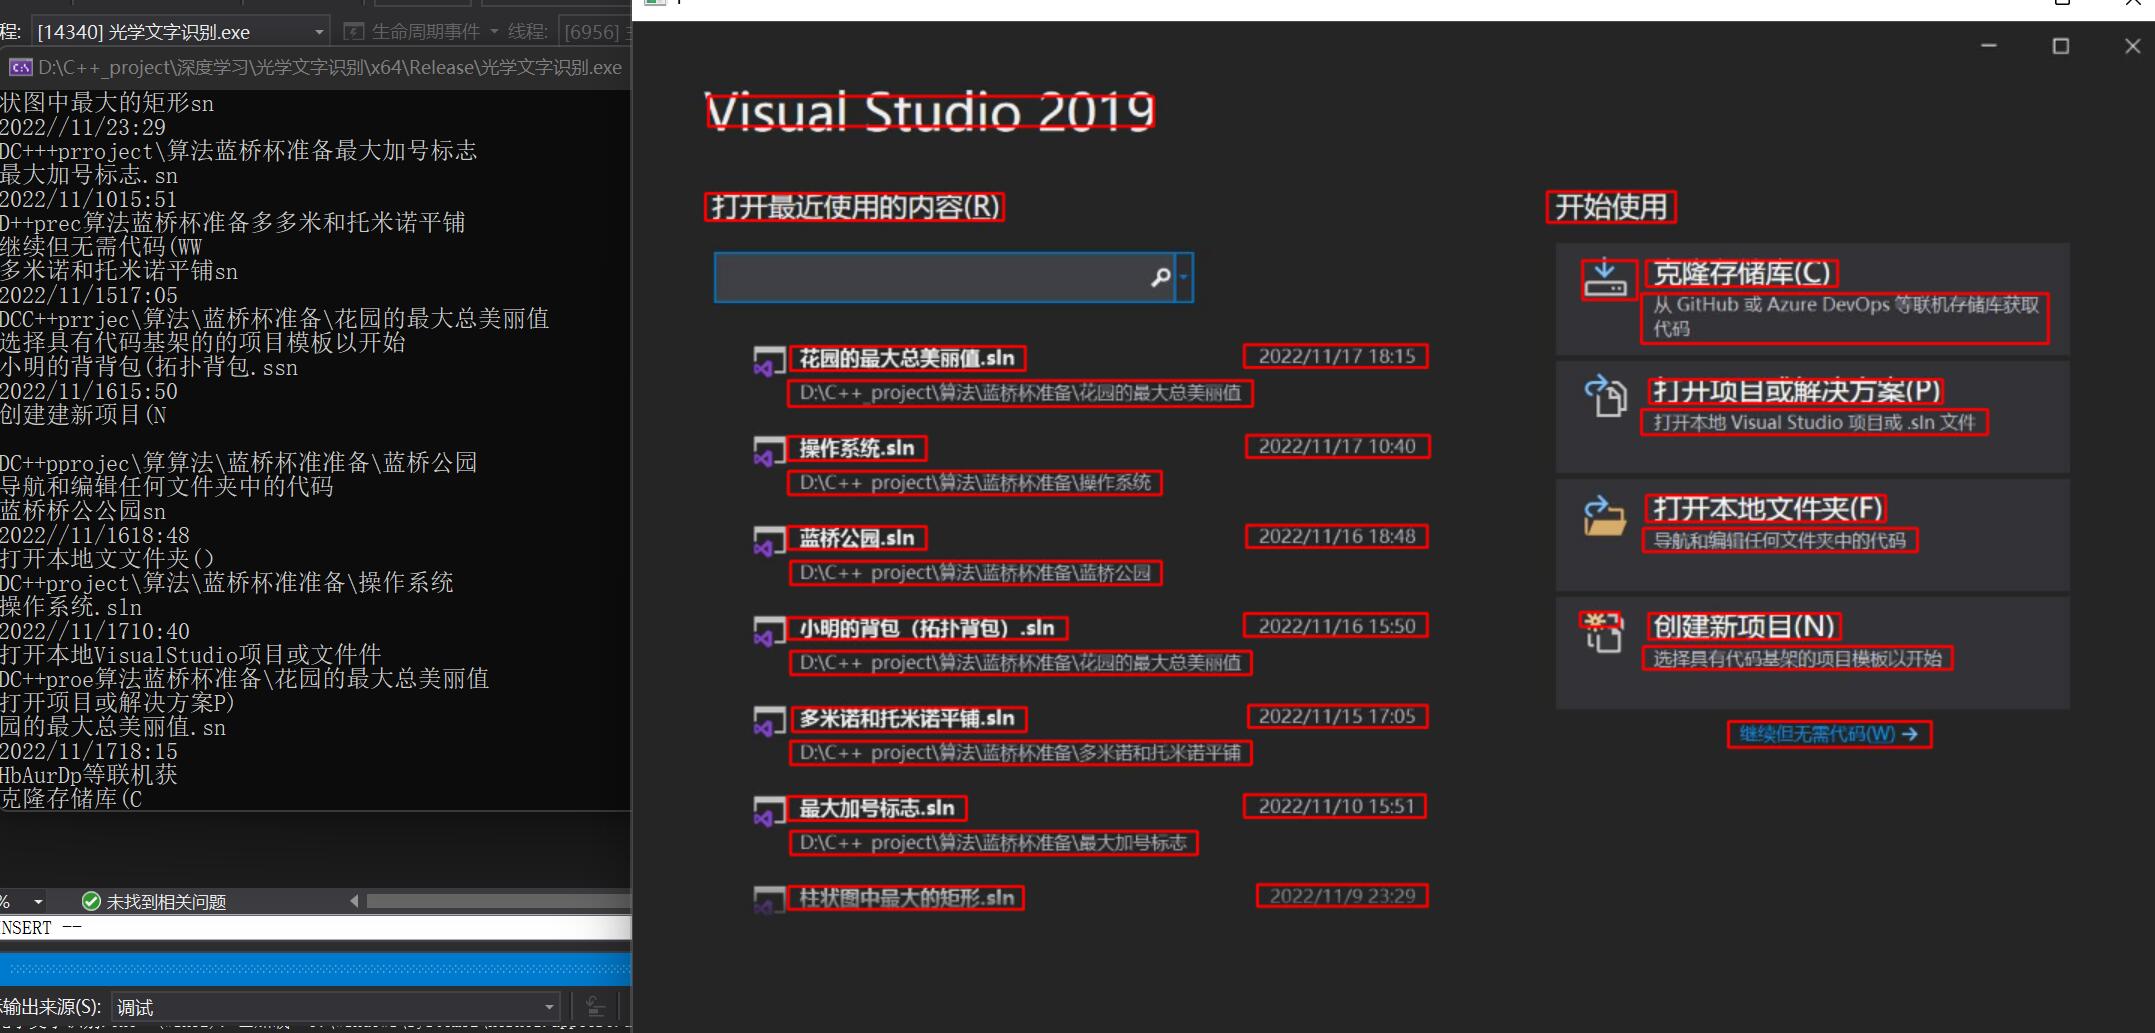 程: [14340] 光学文字识别.exe 生命周期事件 线程: [6956]
D:\C++_project\深度学习\光学文字识别\x64\Release\光学文字识别.exe
状图中最大的矩形sn
2022//11/23:29
DC+++prroject\算法蓝桥杯准备最大加号标志
最大加号标志.sn
2022/11/1015:51
D++prec算法蓝桥杯准备多多米和托米诺平铺
继续但无需代码(WW
多米诺和托米诺平铺sn
2022/11/1517:05
DCC++prrjec\算法\蓝桥杯准备\花园的最大总美丽值
选择具有代码基架的的项目模板以开始
小明的背背包(拓扑背包.ssn
2022/11/1615:50
创建建新项目(N
DC++pprojec\算算法\蓝桥杯准准备\蓝桥公园
导航和编辑任何文件夹中的代码
蓝桥桥公公园sn
2022//11/1618:48
打开本地文文件夹()
DC++project\算法\蓝桥杯准准备\操作系统
操作系统.sln
2022//11/1710:40
打开本地VisualStudio项目或文件件
DC++proe算法蓝桥杯准备\花园的最大总美丽值
打开项目或解决方案P)
园的最大总美丽值.sn
2022/11/1718:15
HbAurDp等联机获
克隆存储库(C
% 未找到相关问题
NSERT --
输出来源(S): 调试
Visual Studio 2019
打开最近使用的内容(R)
花园的最大总美丽值.sln 2022/11/17 18:15
D:\C++_project\算法\蓝桥杯准备\花园的最大总美丽值
操作系统.sln 2022/11/17 10:40
D:\C++ project\算法\蓝桥杯准备\操作系统
蓝桥公园.sln 2022/11/16 18:48
D:\C++ project\算法\蓝桥杯准备\蓝桥公园
小明的背包（拓扑背包）.sln 2022/11/16 15:50
D:\C++ project\算法\蓝桥杯准备\花园的最大总美丽值
多米诺和托米诺平铺.sln 2022/11/15 17:05
D:\C++ project\算法\蓝桥杯准备\多米诺和托米诺平铺
最大加号标志.sln 2022/11/10 15:51
D:\C++ project\算法\蓝桥杯准备\最大加号标志
柱状图中最大的矩形.sln 2022/11/9 23:29
开始使用
克隆存储库(C)
从 GitHub 或 Azure DevOps 等联机存储库获取
代码
打开项目或解决方案(P)
打开本地 Visual Studio 项目或 .sln 文件
打开本地文件夹(F)
导航和编辑任何文件夹中的代码
创建新项目(N)
选择具有代码基架的项目模板以开始
继续但无需代码(W) →